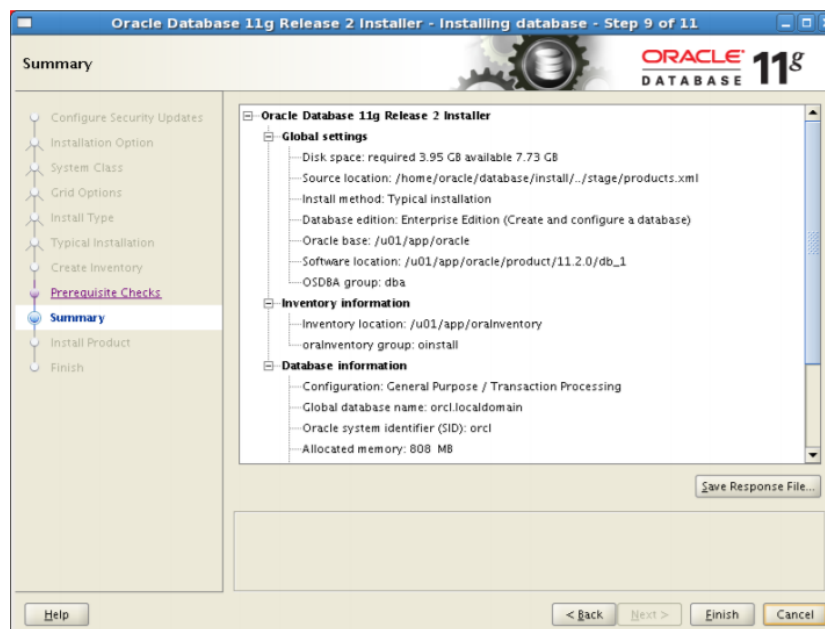 Oracle Database 11g Release 2 Installer - Installing database - Step 9 of 11
Summary
ORACLE
DATABASE
11g
Configure Security Updates
Installation Option
System Class
Grid Options
Install Type
Typical Installation
Create Inventory
Prerequisite Checks
Summary
Install Product
Finish
Oracle Database 11g Release 2 Installer
Global settings
Disk space: required 3.95 GB available 7.73 GB
Source location: /home/oracle/database/install/../stage/products.xml
Install method: Typical installation
Database edition: Enterprise Edition (Create and configure a database)
Oracle base: /u01/app/oracle
Software location: /u01/app/oracle/product/11.2.0/db_1
OSDBA group: dba
Inventory information
Inventory location: /u01/app/oraInventory
oraInventory group: oinstall
Database information
Configuration: General Purpose / Transaction Processing
Global database name: orcl.localdomain
Oracle system identifier (SID): orcl
Allocated memory: 808 MB
Save Response File...
Help
< Back
Next >
Finish
Cancel